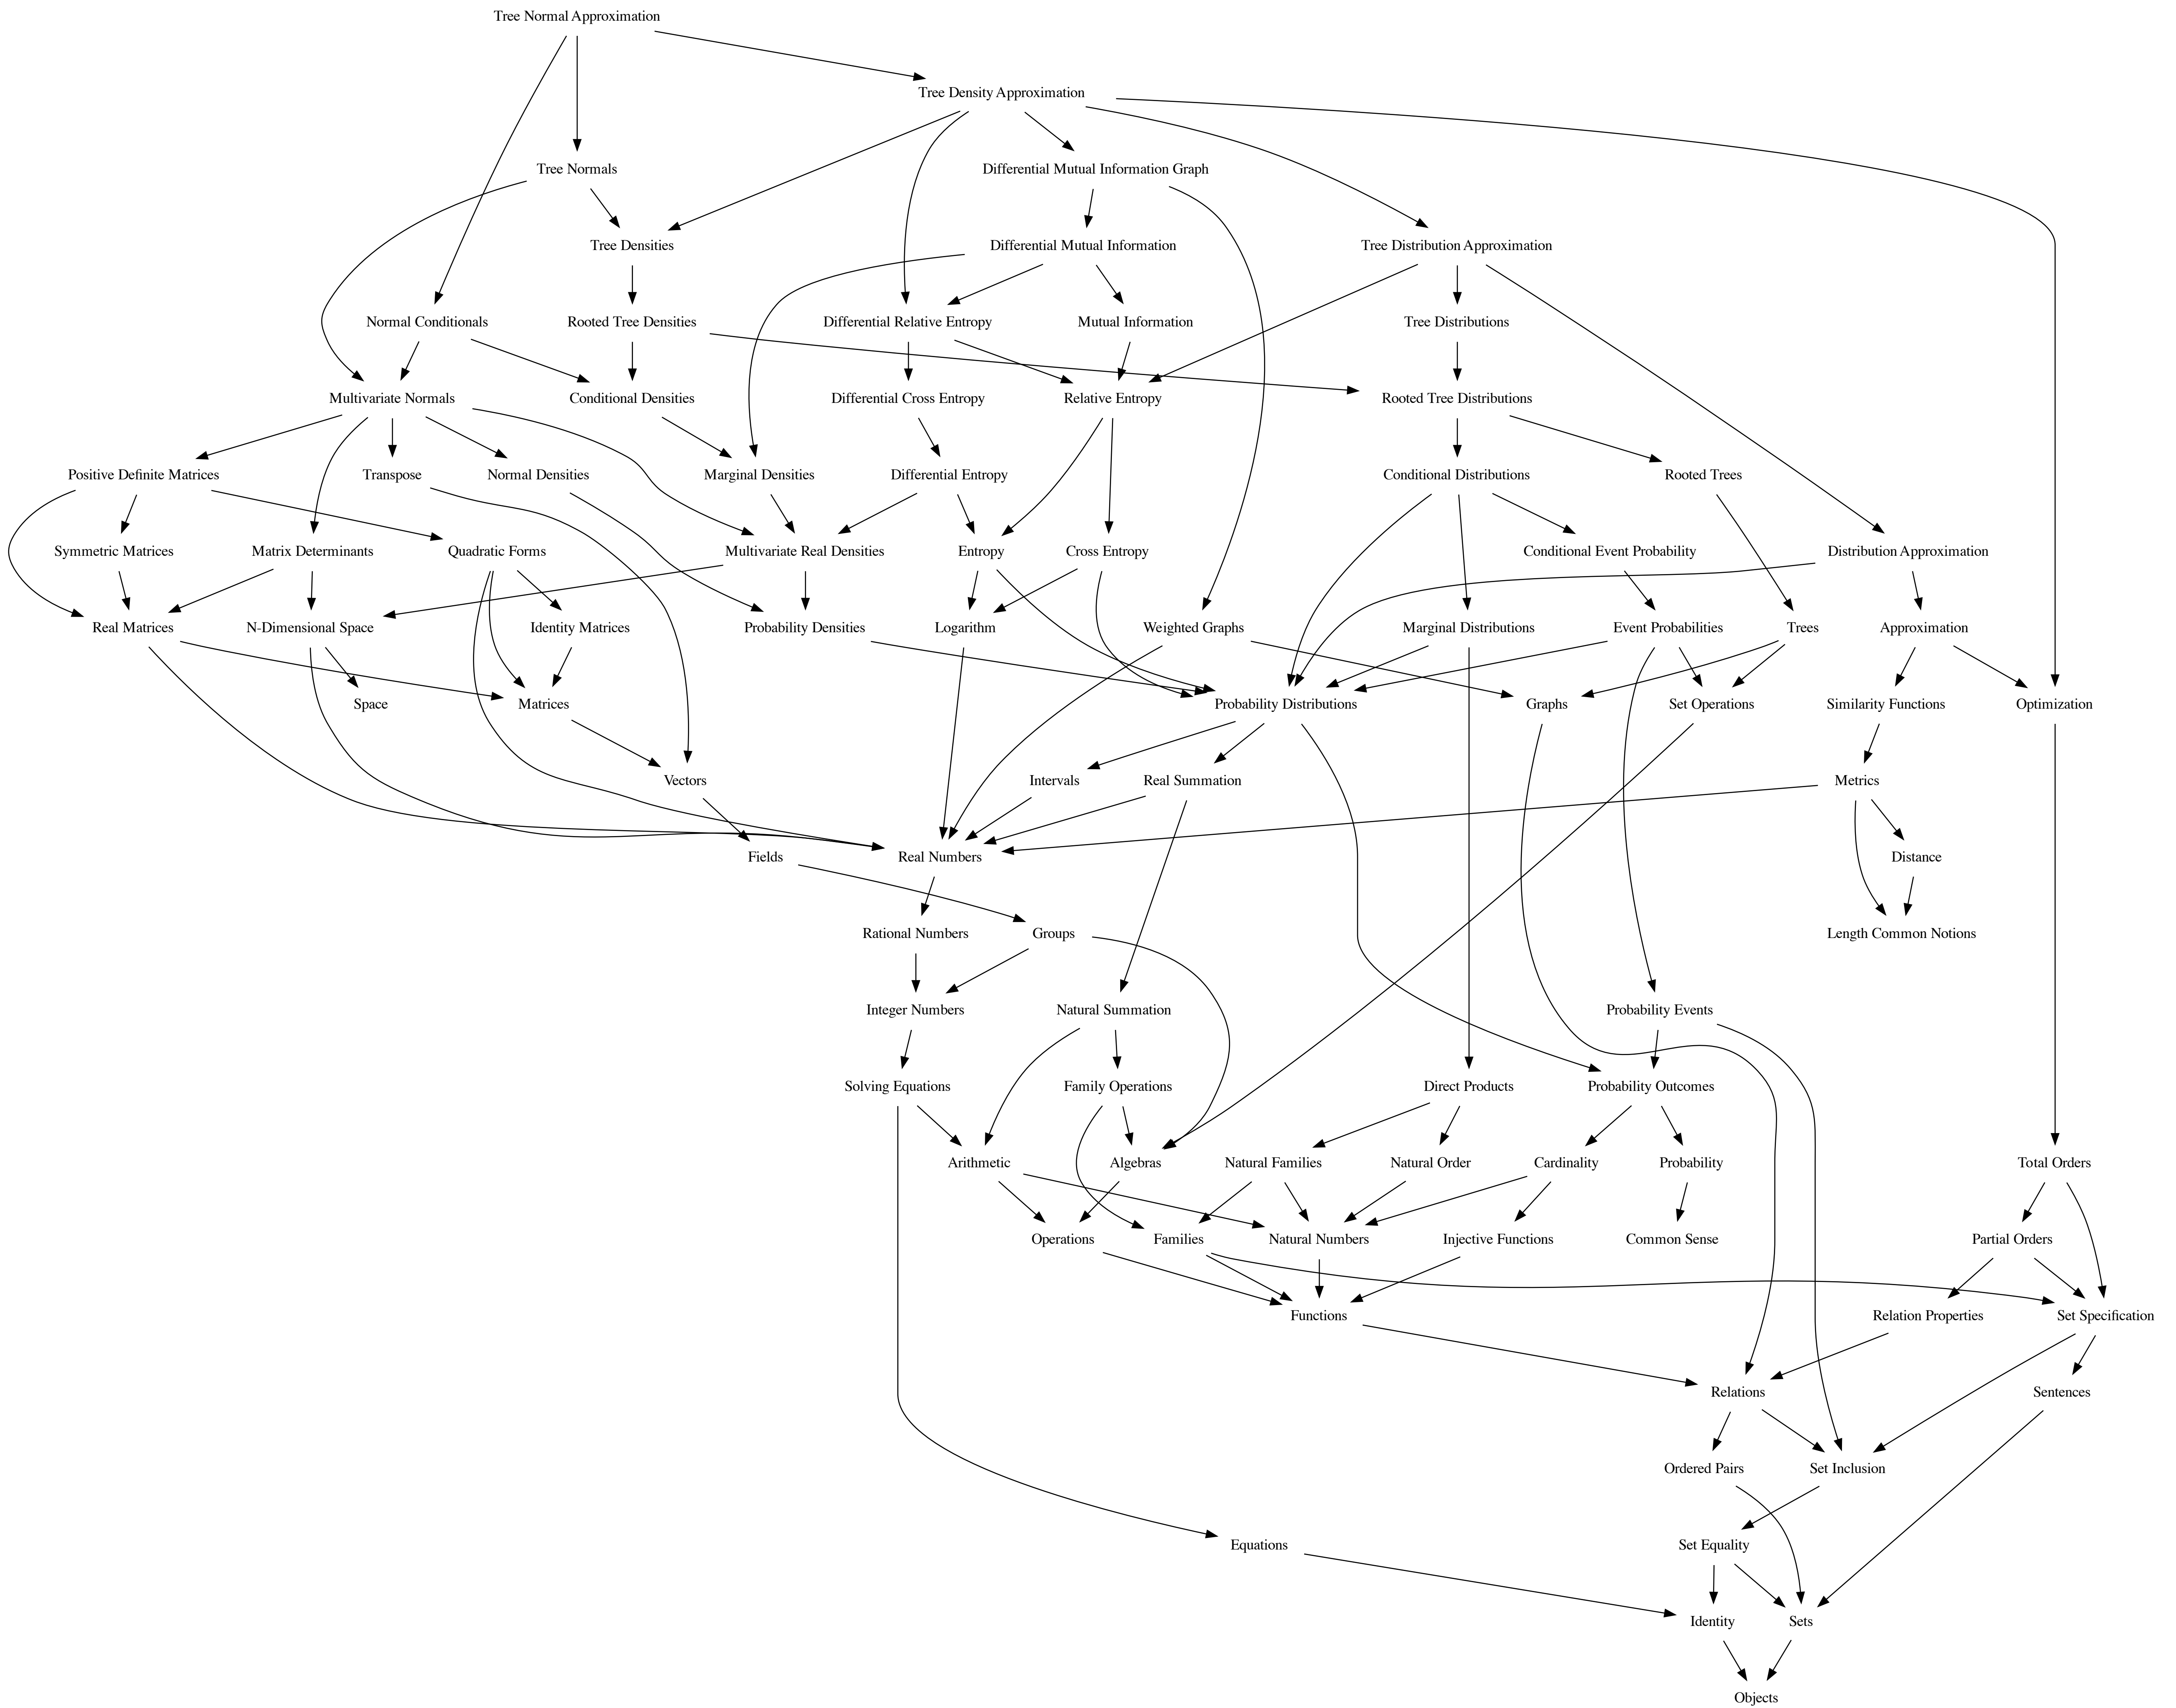 Tree Normal Approximation
Tree Density Approximation
Tree Normals
Differential Mutual Information Graph
Tree Densities
Differential Mutual Information
Tree Distribution Approximation
Normal Conditionals
Rooted Tree Densities
Differential Relative Entropy
Mutual Information
Tree Distributions
Multivariate Normals
Conditional Densities
Differential Cross Entropy
Relative Entropy
Rooted Tree Distributions
Positive Definite Matrices
Transpose
Normal Densities
Marginal Densities
Differential Entropy
Conditional Distributions
Rooted Trees
Symmetric Matrices
Matrix Determinants
Quadratic Forms
Multivariate Real Densities
Entropy
Cross Entropy
Conditional Event Probability
Distribution Approximation
Real Matrices
N-Dimensional Space
Identity Matrices
Probability Densities
Logarithm
Weighted Graphs
Marginal Distributions
Event Probabilities
Trees
Approximation
Space
Matrices
Probability Distributions
Graphs
Set Operations
Similarity Functions
Optimization
Vectors
Intervals
Real Summation
Metrics
Fields
Real Numbers
Distance
Rational Numbers
Groups
Length Common Notions
Integer Numbers
Natural Summation
Probability Events
Solving Equations
Family Operations
Direct Products
Probability Outcomes
Arithmetic
Algebras
Natural Families
Natural Order
Cardinality
Probability
Total Orders
Operations
Families
Natural Numbers
Injective Functions
Common Sense
Partial Orders
Functions
Relation Properties
Set Specification
Relations
Sentences
Ordered Pairs
Set Inclusion
Equations
Set Equality
Identity
Sets
Objects